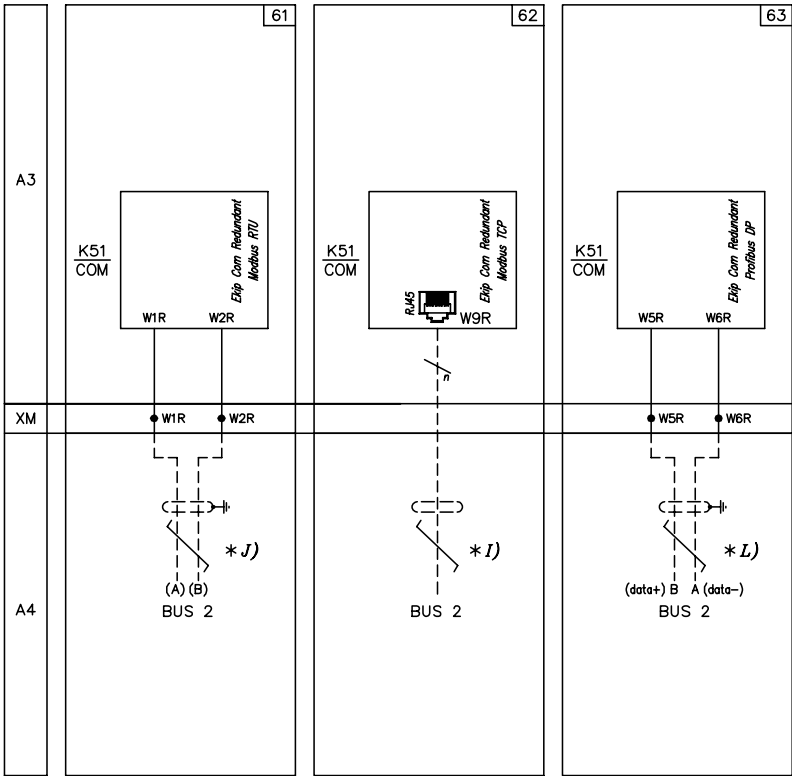 61
62
63
A3
K51
COM
Ekip Com Redundant
Modbus RTU
W1R
W2R
K51
COM
Ekip Com Redundant
Modbus TCP
RJ45
W9R
n
K51
COM
Ekip Com Redundant
Profibus DP
W5R
W6R
XM
W1R
W2R
W5R
W6R
A4
*J)
(A) (B)
BUS 2
*I)
BUS 2
*L)
(data+) B A (data-)
BUS 2